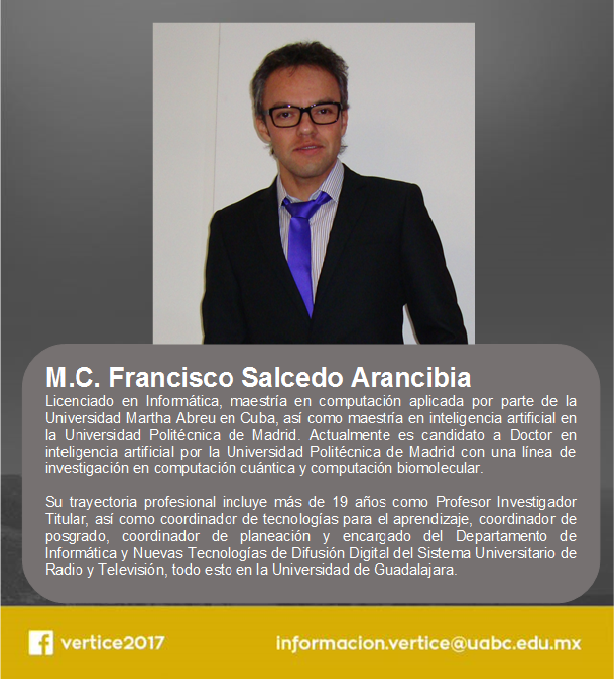 M.C. Francisco Salcedo Arancibia
Licenciado en Informática, maestría en computación aplicada por parte de la
Universidad Martha Abreu en Cuba, así como maestría en inteligencia artificial en
la Universidad Politécnica de Madrid. Actualmente es candidato a Doctor en
inteligencia artificial por la Universidad Politécnica de Madrid con una línea de
investigación en computación cuántica y computación biomolecular.
Su trayectoria profesional incluye más de 19 años como Profesor Investigador
Titular, así como coordinador de tecnologías para el aprendizaje, coordinador de
posgrado, coordinador de planeación y encargado del Departamento de
Informática y Nuevas Tecnologías de Difusión Digital del Sistema Universitario de
Radio y Televisión, todo esto en la Universidad de Guadalajara.
vertice2017
informacion.vertice@uabc.edu.mx